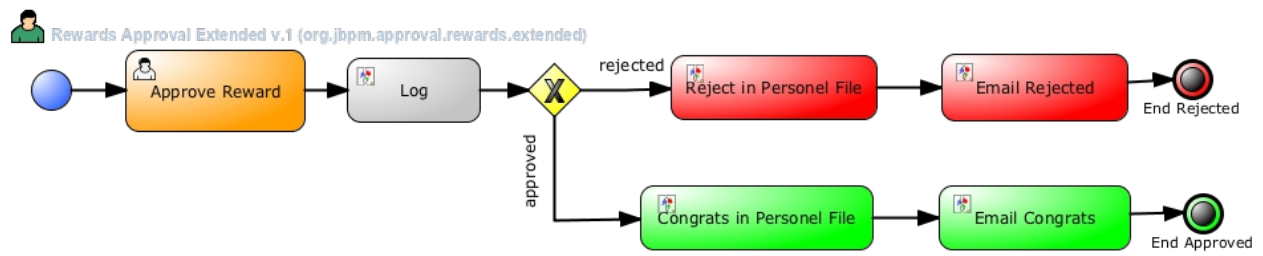 Rewards Approval Extended v.1 (org.jbpm.approval.rewards.extended)
Approve Reward
Log
rejected
Reject in Personel File
Email Rejected
End Rejected
approved
Congrats in Personel File
Email Congrats
End Approved